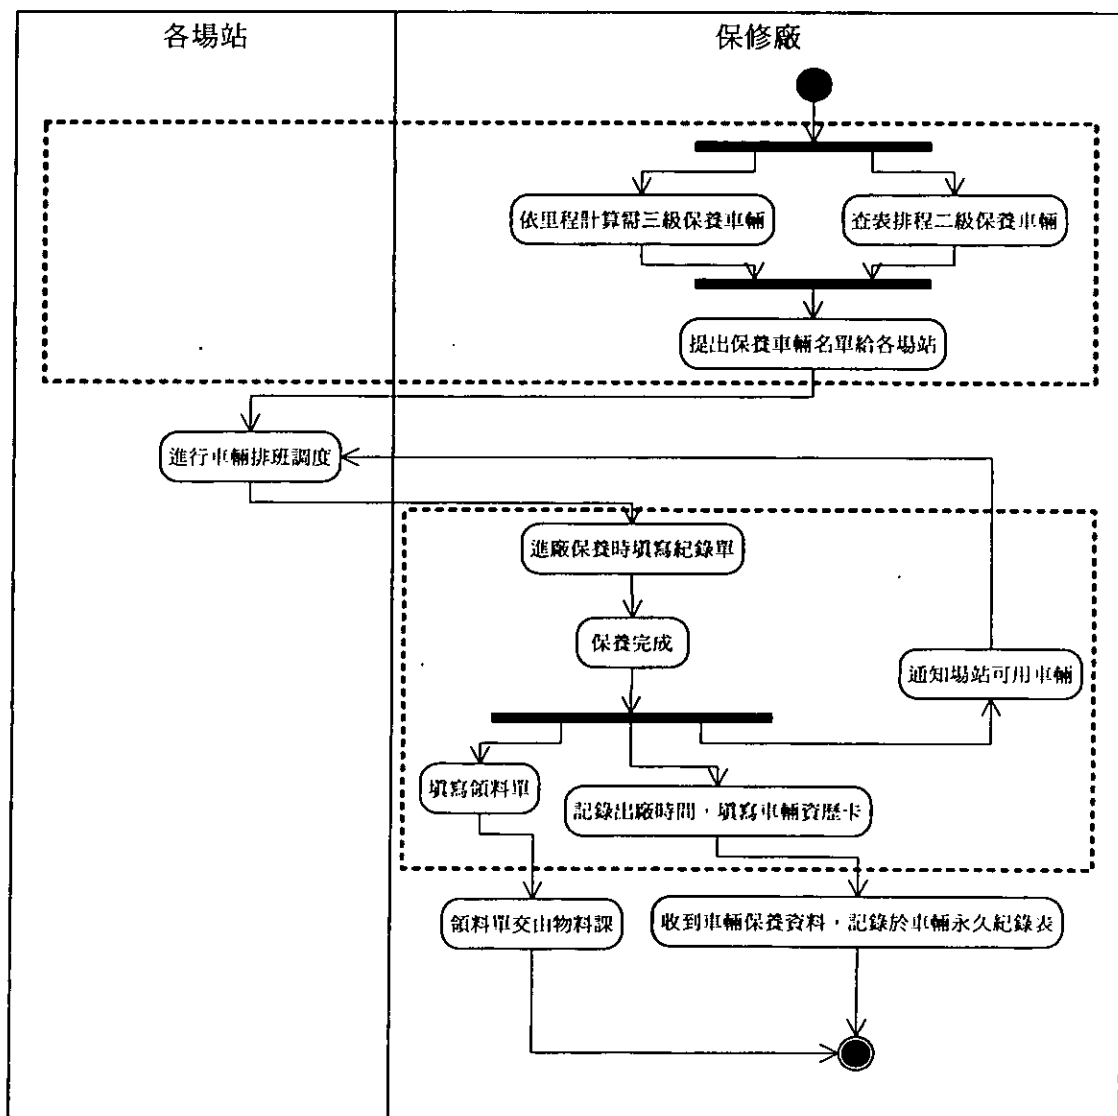 各場站
保修廠
依里程計算需三級保養車輛
查表排程二級保養車輛
提出保養車輛名單給各場站
進行車輛排班調度
進廠保養時填寫紀錄單
保養完成
通知場站可用車輛
填寫領料單
記錄出廠時間，填寫車輛資歷卡
領料單交由物料課
收到車輛保養資料，記錄於車輛永久紀錄表